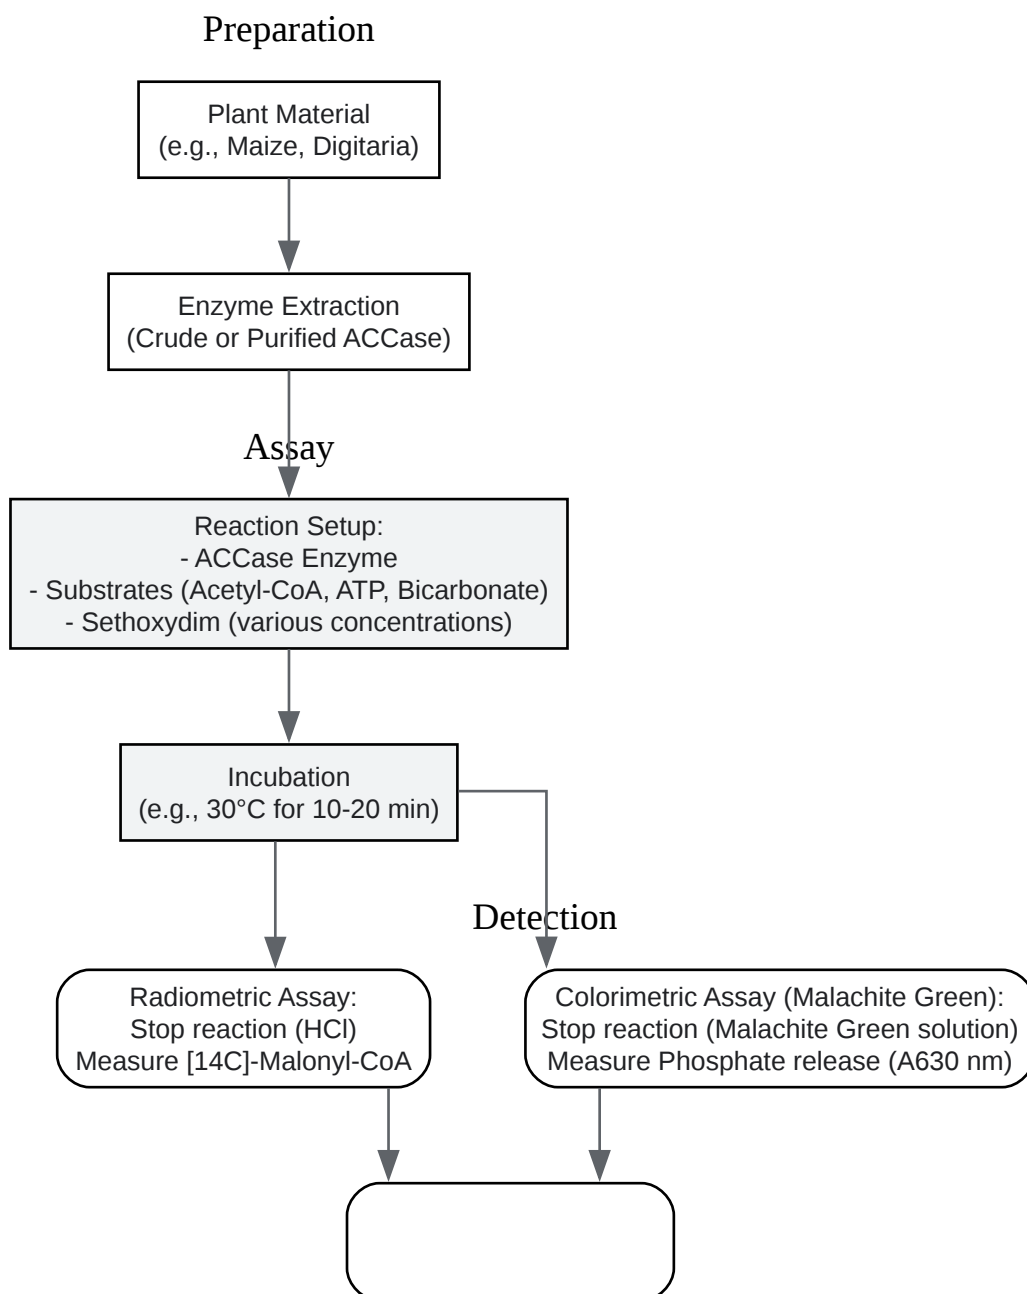 Preparation
Plant Material
(e.g., Maize, Digitaria)
Enzyme Extraction
(Crude or Purified ACCase)
Assay
Reaction Setup:
- ACCase Enzyme
- Substrates (Acetyl-CoA, ATP, Bicarbonate)
- Sethoxydim (various concentrations)
Incubation
(e.g., 30°C for 10-20 min)
Detection
Radiometric Assay:
Stop reaction (HCl)
Measure [14C]-Malonyl-CoA
Colorimetric Assay (Malachite Green):
Stop reaction (Malachite Green solution)
Measure Phosphate release (A630 nm)